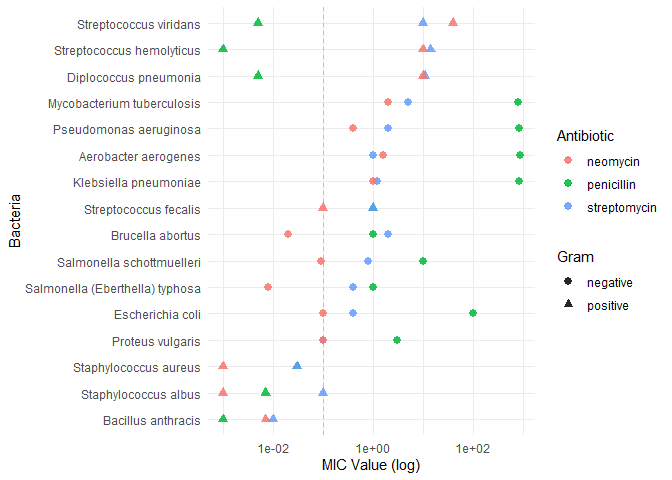 Streptococcus viridans
Streptococcus hemolyticus
Diplococcus pneumonia
Mycobacterium tuberculosis
Pseudomonas aeruginosa
Aerobacter aerogenes
Klebsiella pneumoniae
Streptococcus fecalis
Brucella abortus
Salmonella schottmuelleri
Salmonella (Eberthella) typhosa
Escherichia coli
Proteus vulgaris
Staphylococcus aureus
Staphylococcus albus
Bacillus anthracis
Bacteria
1e-02 1e+00 1e+02
MIC Value (log)
Antibiotic
neomycin
penicillin
streptomycin
Gram
negative
positive